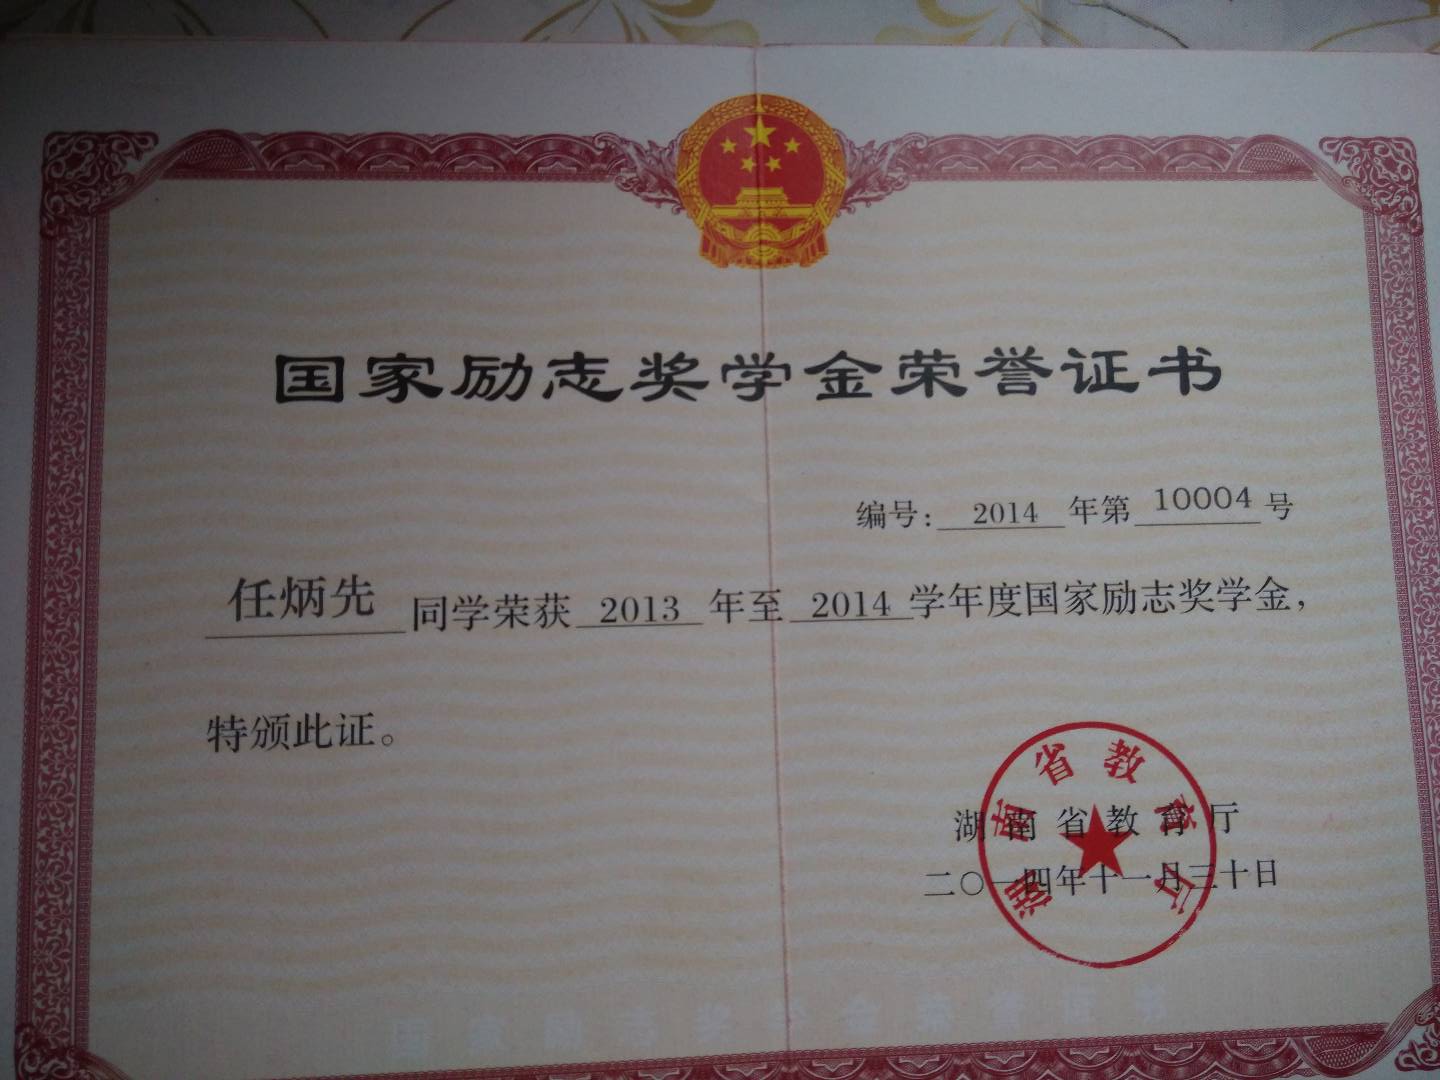 国家励志奖学金荣誉证书
编号: 2014 年第 10004 号
任炳先 同学荣获 2013 年至 2014 学年度国家励志奖学金,
特颁此证。
湖南省教育厅
湖南省教育厅
二〇一四年十一月三十日